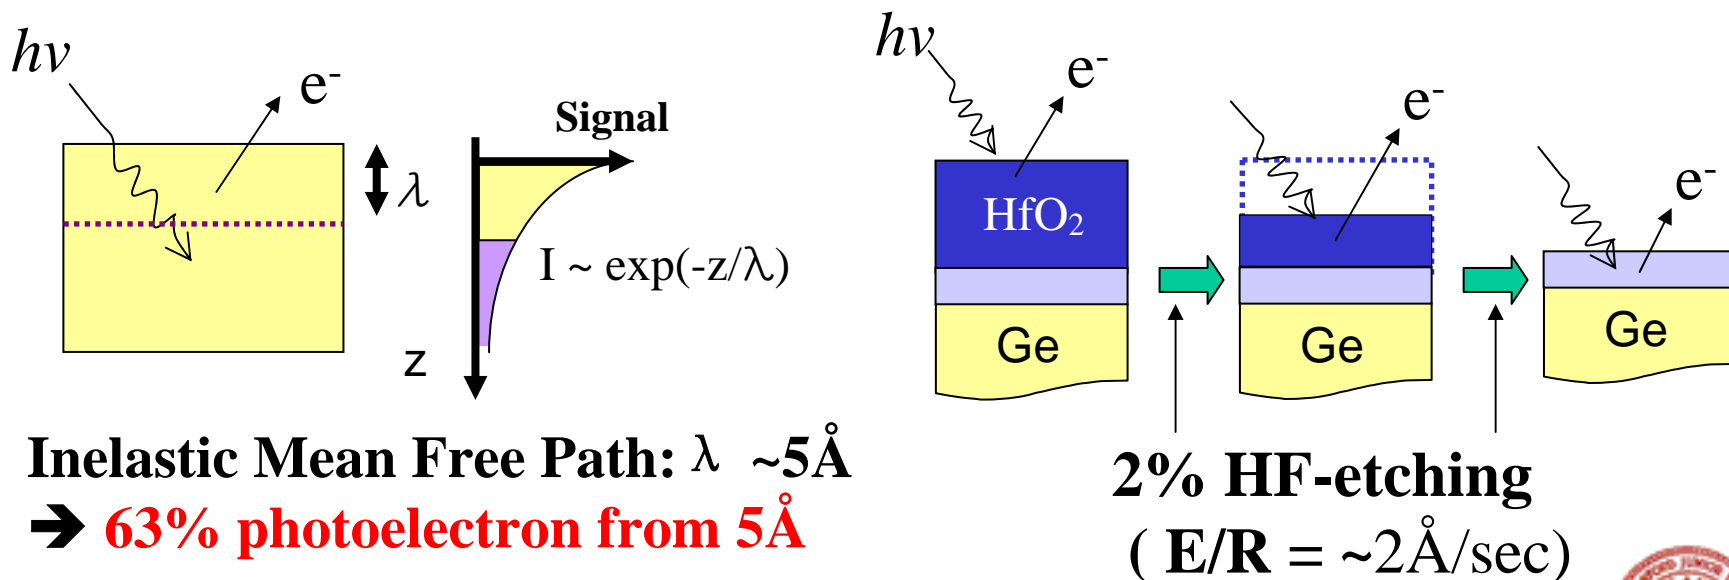 hν
e⁻
λ
Signal
I ~ exp(-z/λ)
z
Inelastic Mean Free Path: λ ~5Å
➔ 63% photoelectron from 5Å
hν
e⁻
HfO₂
Ge
e⁻
Ge
e⁻
Ge
2% HF-etching
( E/R = ~2Å/sec)